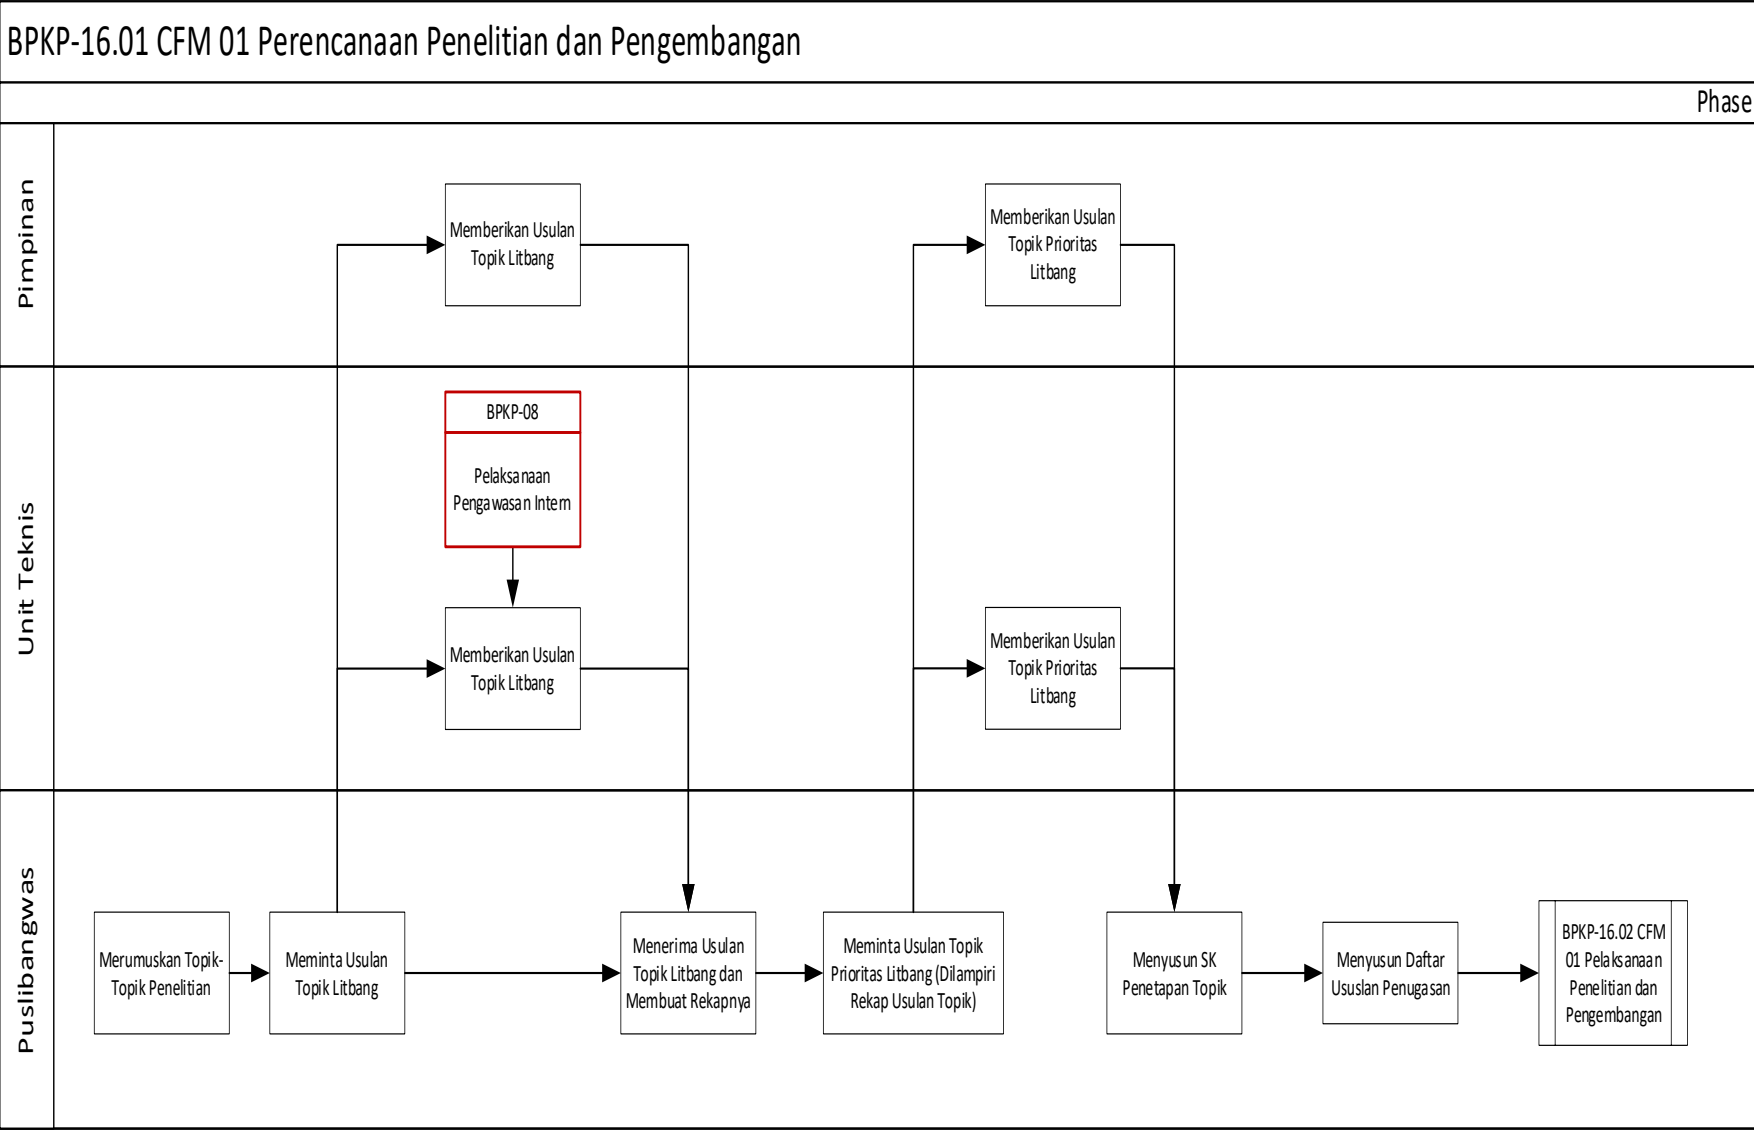 BPKP-16.01 CFM 01 Perencanaan Penelitian dan Pengembangan
Phase
Pimpinan
Memberikan Usulan
Topik Litbang
Memberikan Usulan
Topik Prioritas
Litbang
Unit Teknis
BPKP-08
Pelaksanaan
Pengawasan Intern
Memberikan Usulan
Topik Litbang
Memberikan Usulan
Topik Prioritas
Litbang
Puslibangwas
Merumuskan Topik-
Topik Penelitian
Meminta Usulan
Topik Litbang
Menerima Usulan
Topik Litbang dan
Membuat Rekapnya
Meminta Usulan Topik
Prioritas Litbang (Dilampiri
Rekap Usulan Topik)
Menyusun SK
Penetapan Topik
Menyusun Daftar
Ususlan Penugasan
BPKP-16.02 CFM
01 Pelaksanaan
Penelitian dan
Pengembangan